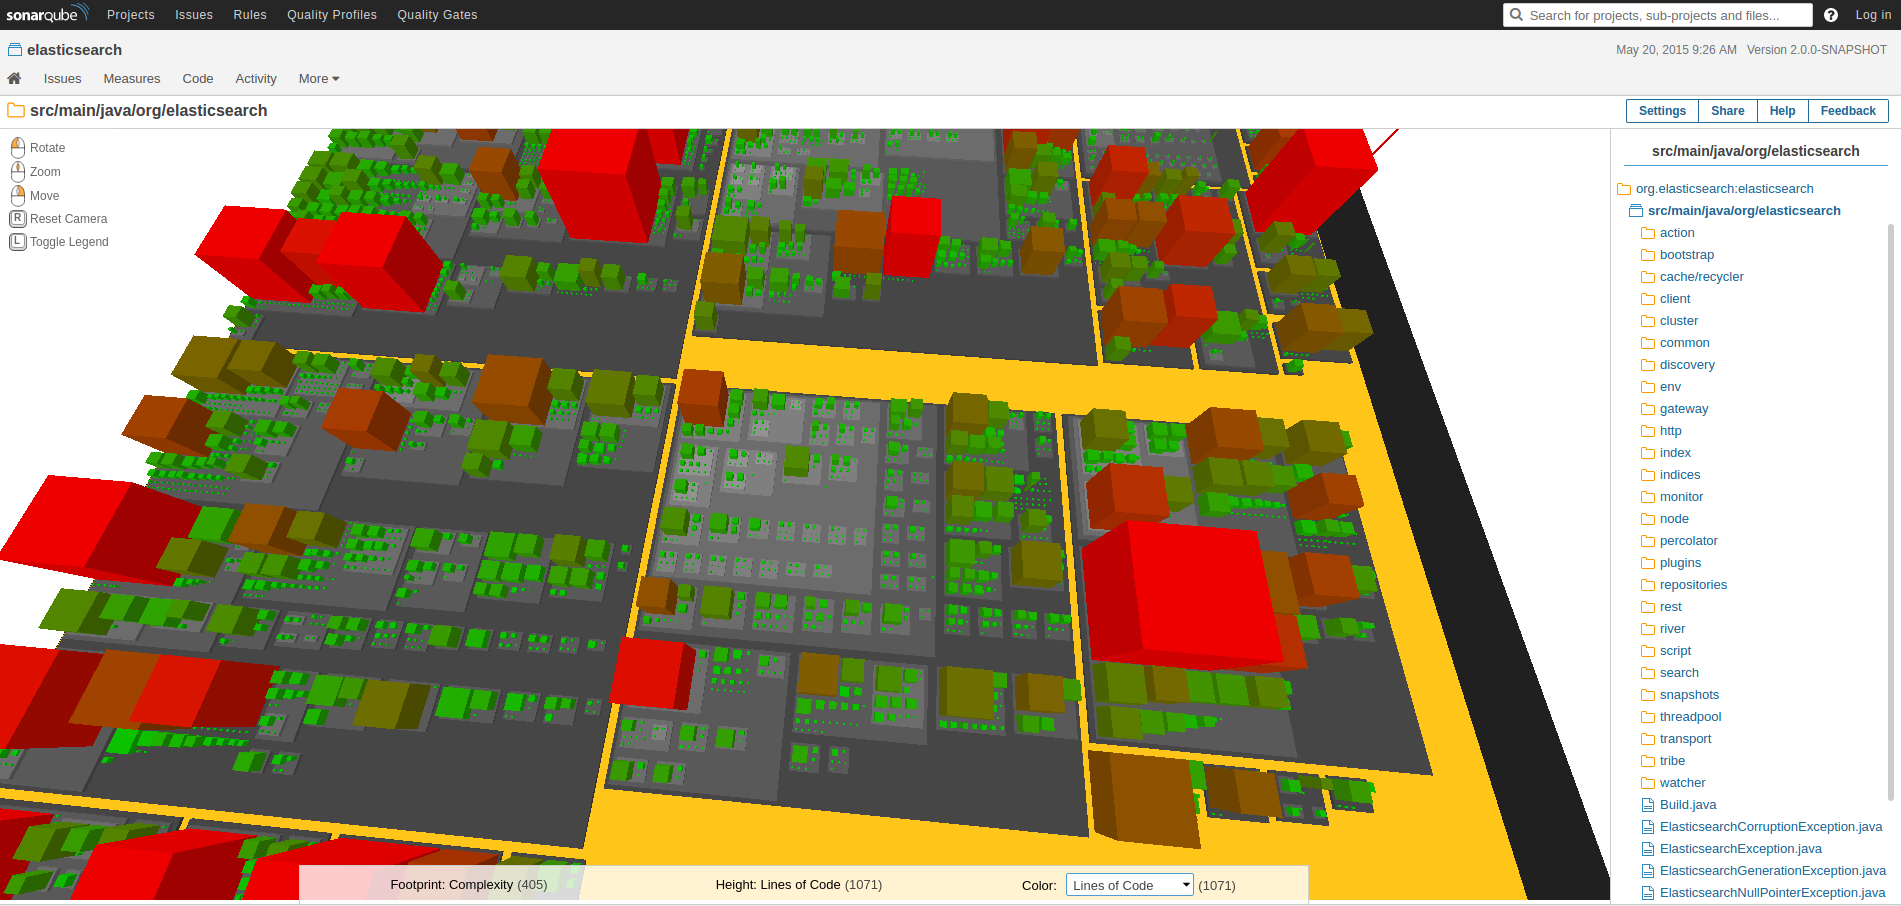 sonarqube Projects Issues Rules Quality Profiles Quality Gates Search for projects, sub-projects and files... ? Log in
elasticsearch May 20, 2015 9:26 AM Version 2.0.0-SNAPSHOT
Issues Measures Code Activity More
src/main/java/org/elasticsearch Settings Share Help Feedback
Rotate
Zoom
Move
R Reset Camera
L Toggle Legend
src/main/java/org/elasticsearch
org.elasticsearch:elasticsearch
src/main/java/org/elasticsearch
action
bootstrap
cache/recycler
client
cluster
common
discovery
env
gateway
http
index
indices
monitor
node
percolator
plugins
repositories
rest
river
script
search
snapshots
threadpool
transport
tribe
watcher
Build.java
ElasticsearchCorruptionException.java
ElasticsearchException.java
ElasticsearchGenerationException.java
ElasticsearchNullPointerException.java
Footprint: Complexity (405) Height: Lines of Code (1071) Color: Lines of Code (1071)